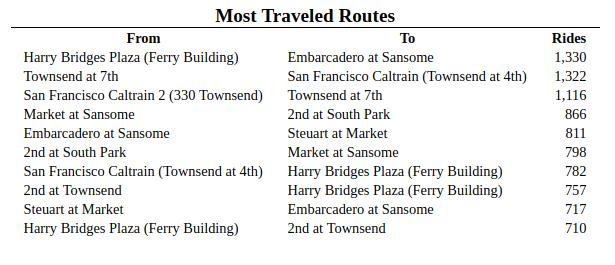 Most Traveled Routes
From To Rides
Harry Bridges Plaza (Ferry Building) Embarcadero at Sansome 1,330
Townsend at 7th San Francisco Caltrain (Townsend at 4th) 1,322
San Francisco Caltrain 2 (330 Townsend) Townsend at 7th 1,116
Market at Sansome 2nd at South Park 866
Embarcadero at Sansome Steuart at Market 811
2nd at South Park Market at Sansome 798
San Francisco Caltrain (Townsend at 4th) Harry Bridges Plaza (Ferry Building) 782
2nd at Townsend Harry Bridges Plaza (Ferry Building) 757
Steuart at Market Embarcadero at Sansome 717
Harry Bridges Plaza (Ferry Building) 2nd at Townsend 710